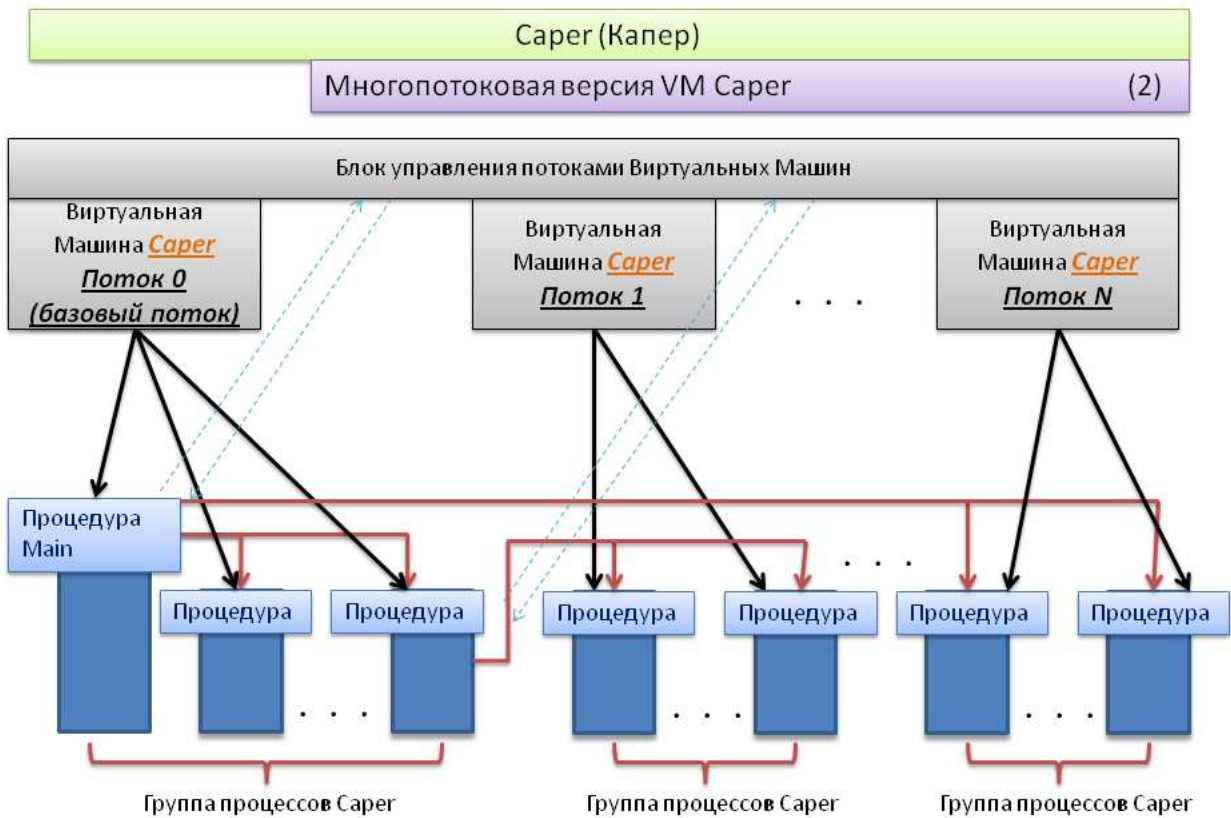 Caper (Капер)
Многопотоковая версия VM Caper (2)
Блок управления потоками Виртуальных Машин
Виртуальная
Машина Caper
Поток 0
(базовый поток)
Виртуальная
Машина Caper
Поток 1
. . .
Виртуальная
Машина Caper
Поток N
Процедура
Main
Процедура
Процедура
. . .
Процедура
Процедура
. . .
Процедура
Процедура
. . .
. . .
. . .
Группа процессов Caper
Группа процессов Caper
Группа процессов Caper